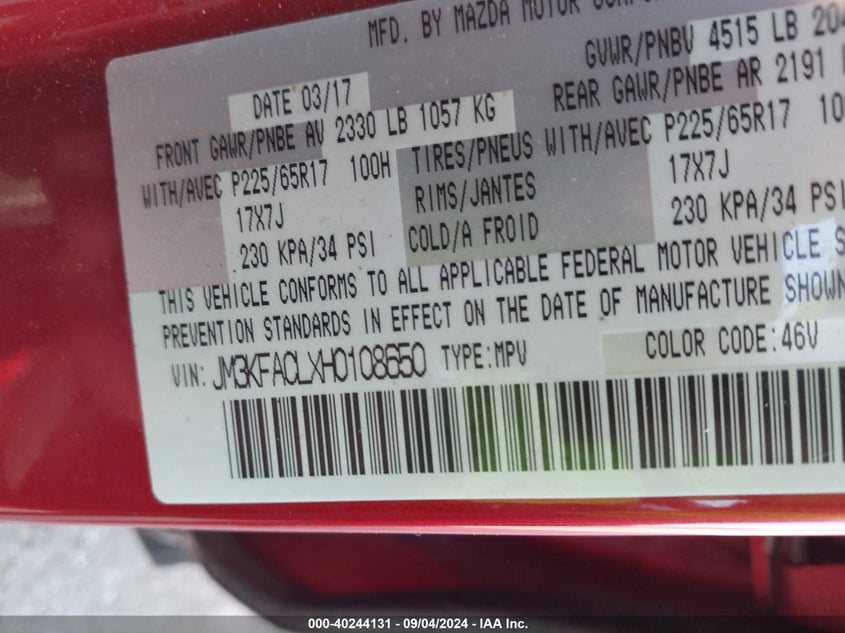 MFD. BY MAZDA MOTOR
DATE 03/17
GVWR/PNBV 4515 LB
FRONT GAWR/PNBE AV 2330 LB 1057 KG
REAR GAWR/PNBE AR 2191
WITH/AVEC P225/65R17 100H TIRES/PNEUS WITH/AVEC P225/65R17
17X7J RIMS/JANTES 17X7J
230 KPA/34 PSI COLD/A FROID 230 KPA/34 PSI
THIS VEHICLE CONFORMS TO ALL APPLICABLE FEDERAL MOTOR VEHICLE
PREVENTION STANDARDS IN EFFECT ON THE DATE OF MANUFACTURE SHOWN
VIN: JM3KFACLXH0108650 TYPE:MPV COLOR CODE:46V
000-40244131 - 09/04/2024 - IAA Inc.